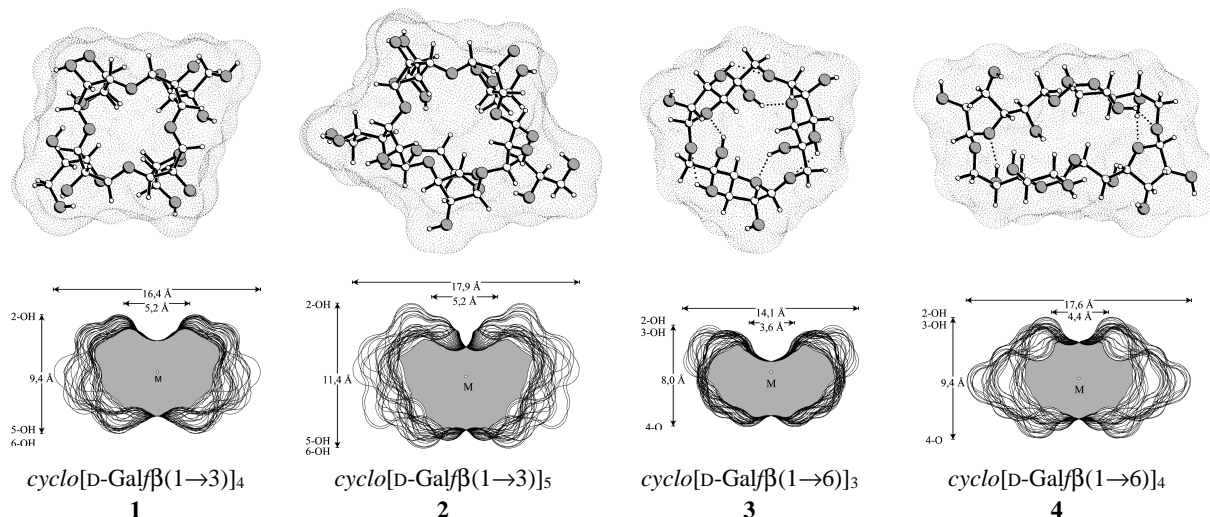 16,4 Å
5,2 Å
2-OH
9,4 Å
M
5-OH
6-OH
17,9 Å
5,2 Å
2-OH
11,4 Å
M
5-OH
6-OH
14,1 Å
3,6 Å
2-OH
3-OH
8,0 Å
M
4-O
17,6 Å
4,4 Å
2-OH
3-OH
9,4 Å
M
4-O
cyclo[D-Galfβ(1→3)]4
1
cyclo[D-Galfβ(1→3)]5
2
cyclo[D-Galfβ(1→6)]3
3
cyclo[D-Galfβ(1→6)]4
4